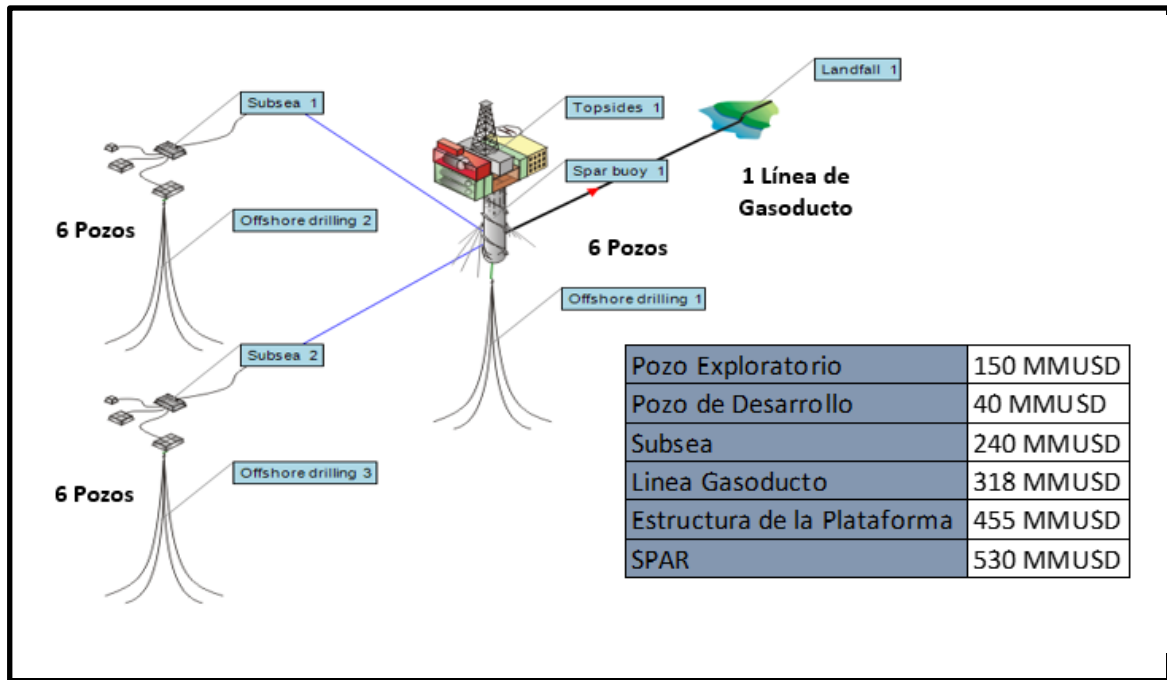 Landfall 1
Subsea 1
Topsides 1
Spar buoy 1
1 Línea de
Gasoducto
6 Pozos
Offshore drilling 2
6 Pozos
Offshore drilling 1
Subsea 2
6 Pozos
Offshore drilling 3
Pozo Exploratorio 150 MMUSD
Pozo de Desarrollo 40 MMUSD
Subsea 240 MMUSD
Linea Gasoducto 318 MMUSD
Estructura de la Plataforma 455 MMUSD
SPAR 530 MMUSD